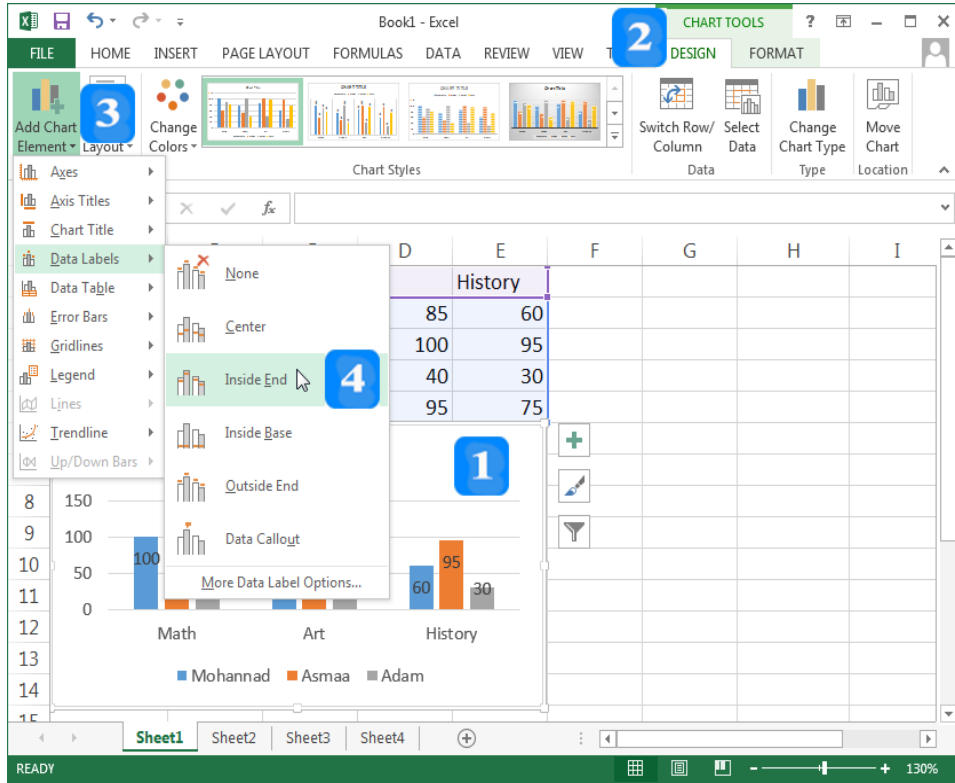 Book1 - Excel
CHART TOOLS
?
2
FILE HOME INSERT PAGE LAYOUT FORMULAS DATA REVIEW VIEW DESIGN FORMAT
3
Add Chart Element
Layout
Change Colors
Switch Row/ Column
Select Data
Change Chart Type
Move Chart
Chart Styles
Data
Type
Location
fx
Axes
Axis Titles
Chart Title
Data Labels
Data Table
Error Bars
Gridlines
Legend
Lines
Trendline
Up/Down Bars
None
Center
Inside End
4
Inside Base
Outside End
Data Callout
More Data Label Options...
D E F G H I
History
85 60
100 95
40 30
95 75
1
8
9
10
11
12
13
14
15
150
100
50
0
100
60 95 30
Math Art History
Mohannad Asmaa Adam
Sheet1 Sheet2 Sheet3 Sheet4
READY
130%